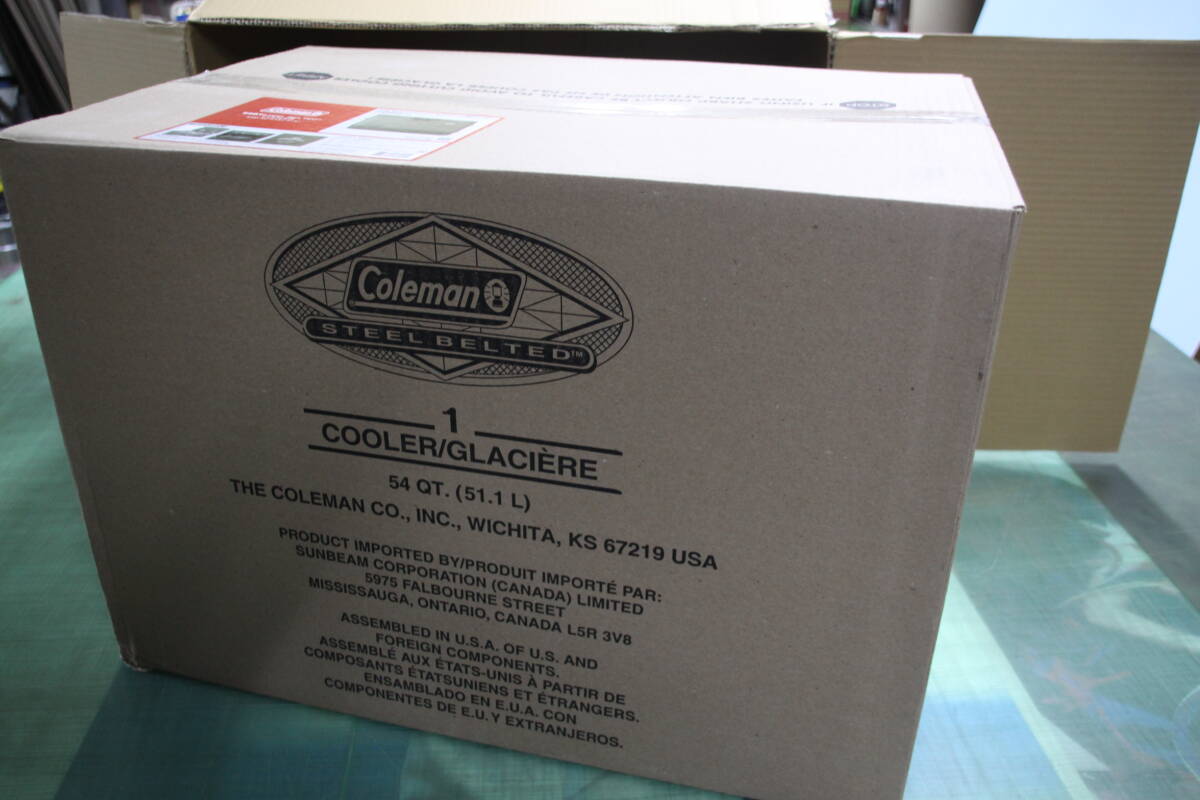 Coleman
Coleman
STEEL BELTED™
1
COOLER/GLACIÈRE
54 QT. (51.1 L)
THE COLEMAN CO., INC., WICHITA, KS 67219 USA
PRODUCT IMPORTED BY/PRODUIT IMPORTÉ PAR:
SUNBEAM CORPORATION (CANADA) LIMITED
5975 FALBOURNE STREET
MISSISSAUGA, ONTARIO, CANADA L5R 3V8
ASSEMBLED IN U.S.A. OF U.S. AND
FOREIGN COMPONENTS.
ASSEMBLÉ AUX ÉTATS-UNIS À PARTIR DE
COMPOSANTS ÉTATSUNIENS ET ÉTRANGERS.
ENSAMBLADO EN E.U.A. CON
COMPONENTES DE E.U. Y EXTRANJEROS.